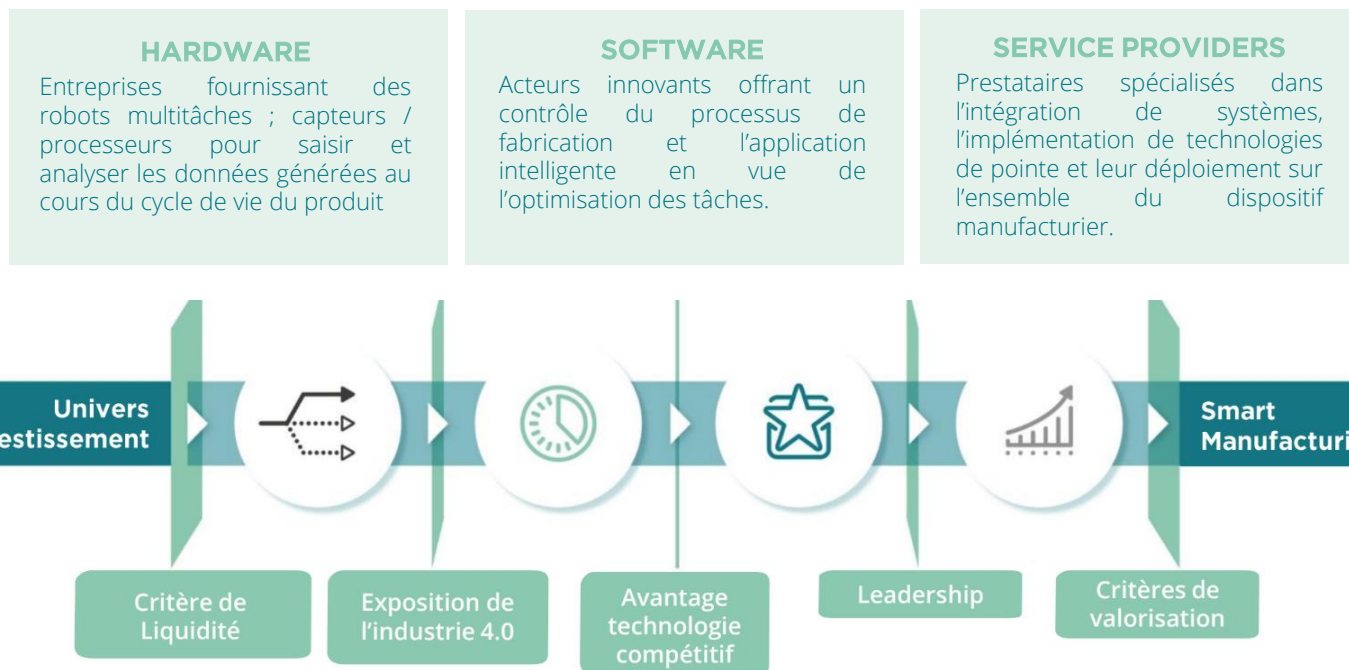 HARDWARE
Entreprises fournissant des
robots multitâches ; capteurs /
processeurs pour saisir et
analyser les données générées au
cours du cycle de vie du produit
SOFTWARE
Acteurs innovants offrant un
contrôle du processus de
fabrication et l’application
intelligente en vue de
l’optimisation des tâches.
SERVICE PROVIDERS
Prestataires spécialisés dans
l’intégration de systèmes,
l’implémentation de technologies
de pointe et leur déploiement sur
l’ensemble du dispositif
manufacturier.
Univers
estissement
Smart
Manufacturi
Critère de
Liquidité
Exposition de
l’industrie 4.0
Avantage
technologie
compétitif
Leadership
Critères de
valorisation